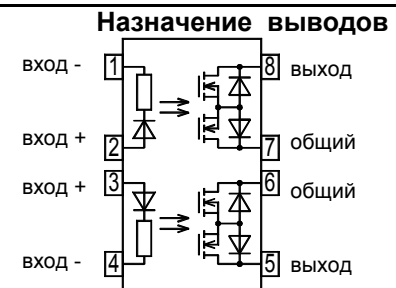 Назначение выводов
вход - 1 8 выход
вход + 2 7 общий
вход + 3 6 общий
вход - 4 5 выход